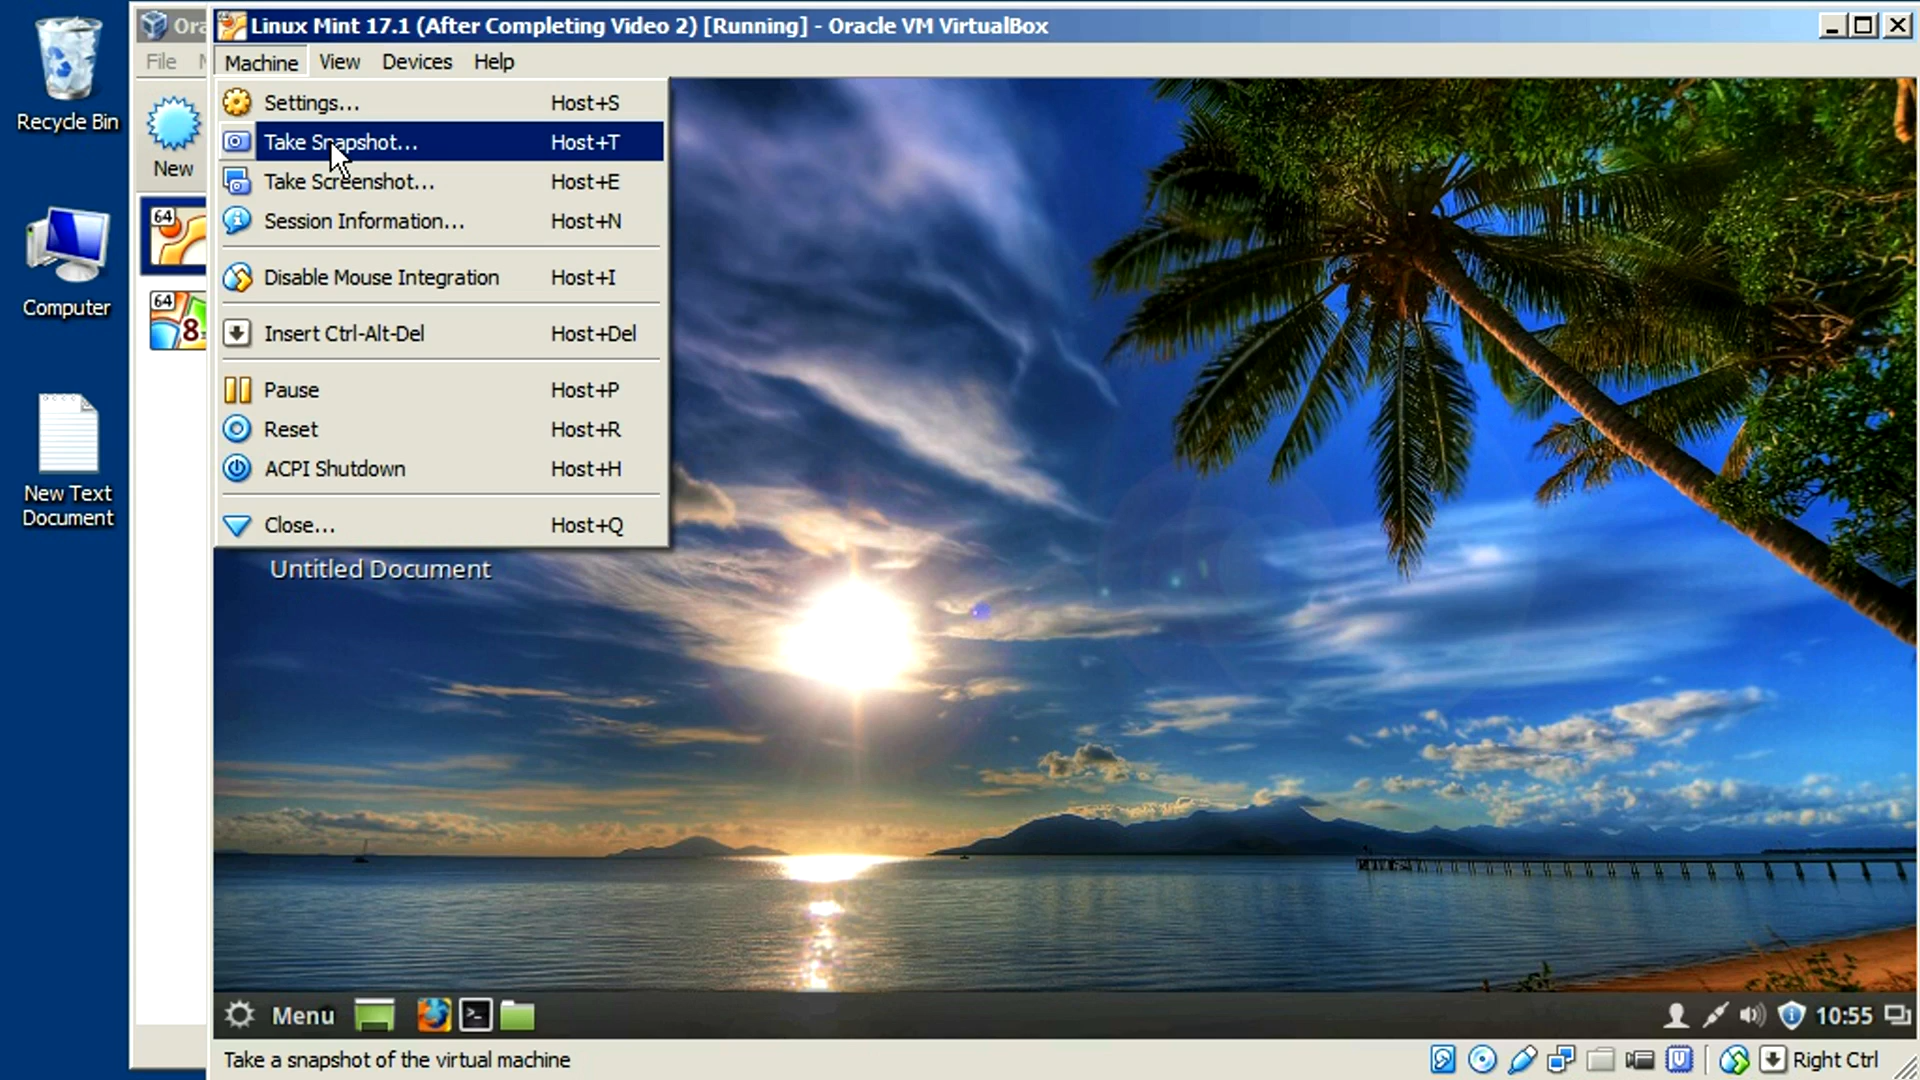 Recycle Bin
Computer
New Text
Document
Ora
File
New
64
64
8
Linux Mint 17.1 (After Completing Video 2) [Running] - Oracle VM VirtualBox
Machine View Devices Help
Settings... Host+S
Take Snapshot... Host+T
Take Screenshot... Host+E
Session Information... Host+N
Disable Mouse Integration Host+I
Insert Ctrl-Alt-Del Host+Del
Pause Host+P
Reset Host+R
ACPI Shutdown Host+H
Close... Host+Q
Untitled Document
Menu 10:55
Take a snapshot of the virtual machine Right Ctrl